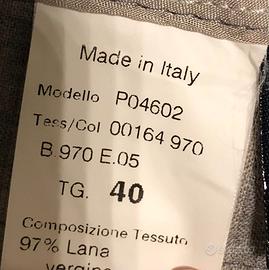 Made in Italy
Modello P04602
Tess/Col 00164 970
B.970 E.05
TG. 40
Composizione Tessuto
97% Lana
vergine